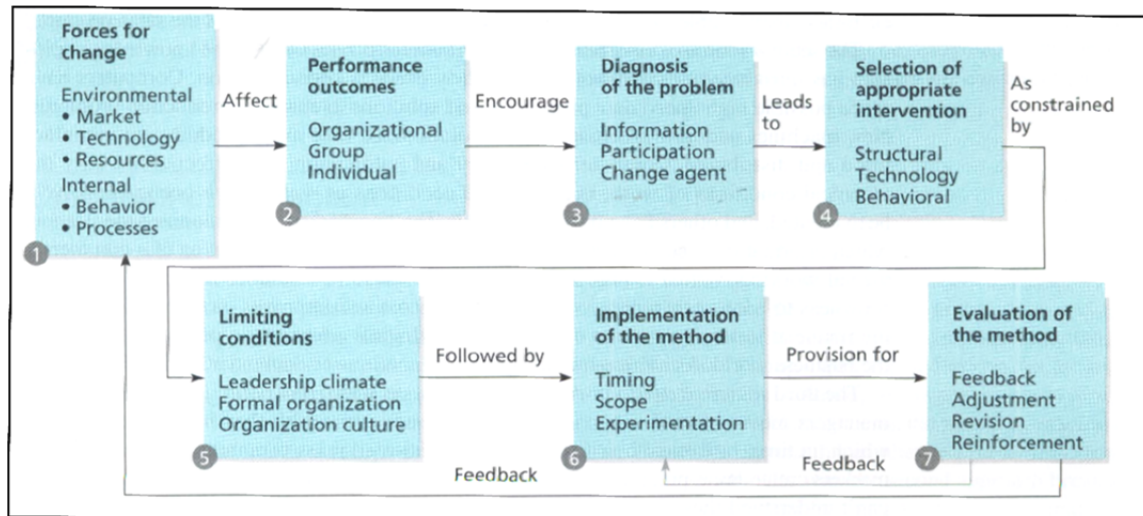 Forces for
change
Environmental
• Market
• Technology
• Resources
Internal
• Behavior
• Processes
1
Affect
Performance
outcomes
Organizational
Group
Individual
2
Encourage
Diagnosis
of the problem
Information
Participation
Change agent
3
Leads
to
Selection of
appropriate
intervention
Structural
Technology
Behavioral
4
As
constrained
by
Limiting
conditions
Leadership climate
Formal organization
Organization culture
5
Followed by
Implementation
of the method
Timing
Scope
Experimentation
6
Provision for
Evaluation of
the method
Feedback
Adjustment
Revision
Reinforcement
7
Feedback
Feedback